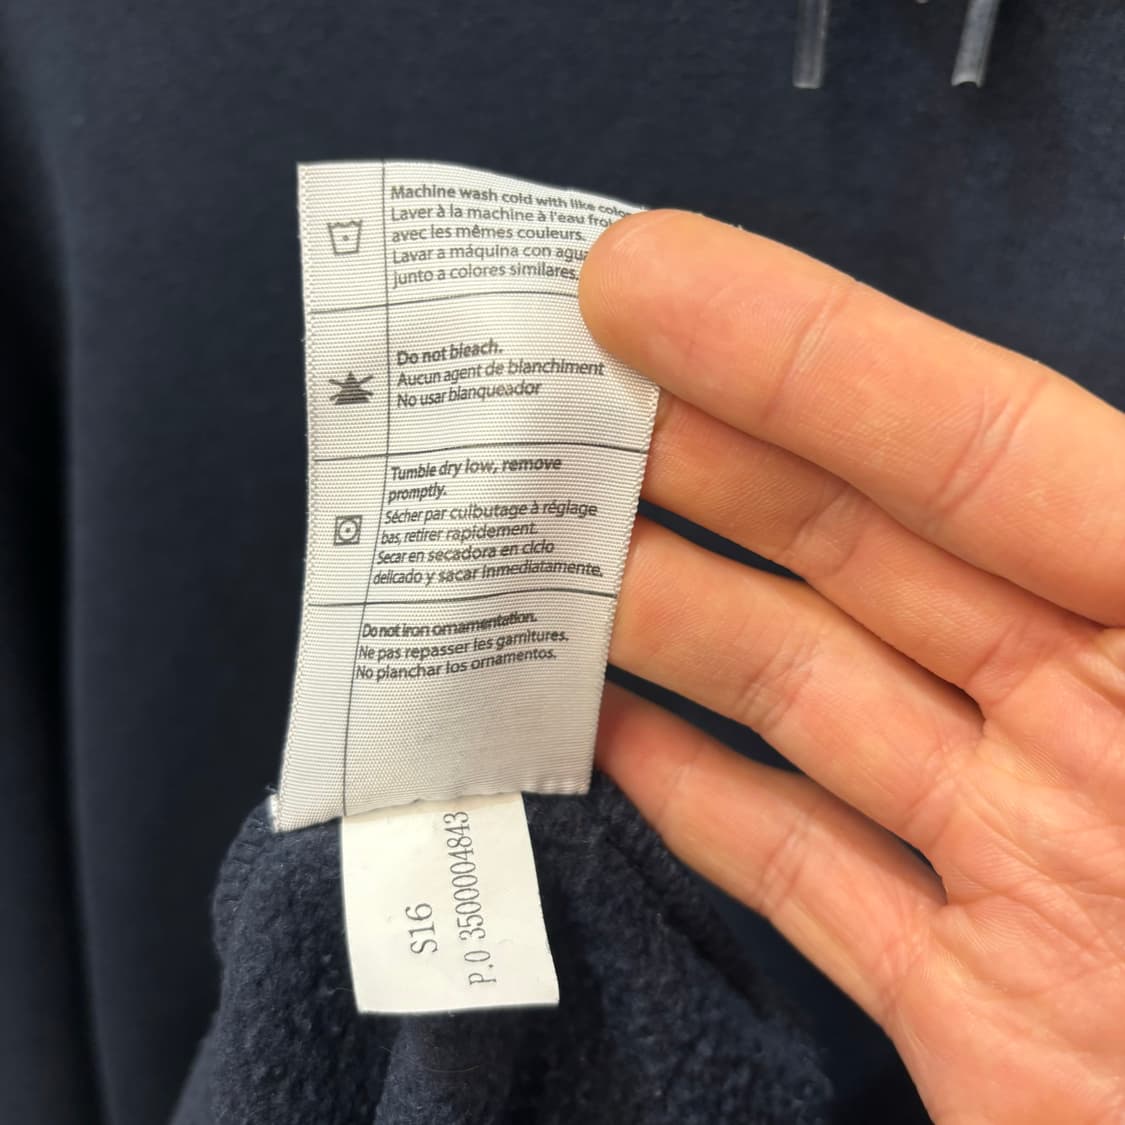 Machine wash cold with like
Laver à la machine à l'eau
avec les mêmes couleurs.
Lavar a máquina con
junto a colores similares.
Do not bleach.
Aucun agent de blanchiment
No usar blanqueador
Tumble dry low, remove
promptly.
Sécher par culbutage à réglage
bas, retirer rapidement.
Secar en secadora en ciclo
delicado y sacar inmediatamente.
Do not iron ornamentation.
Ne pas repasser les garnitures.
No planchar los ornamentos.
S16
P.O 3500004843